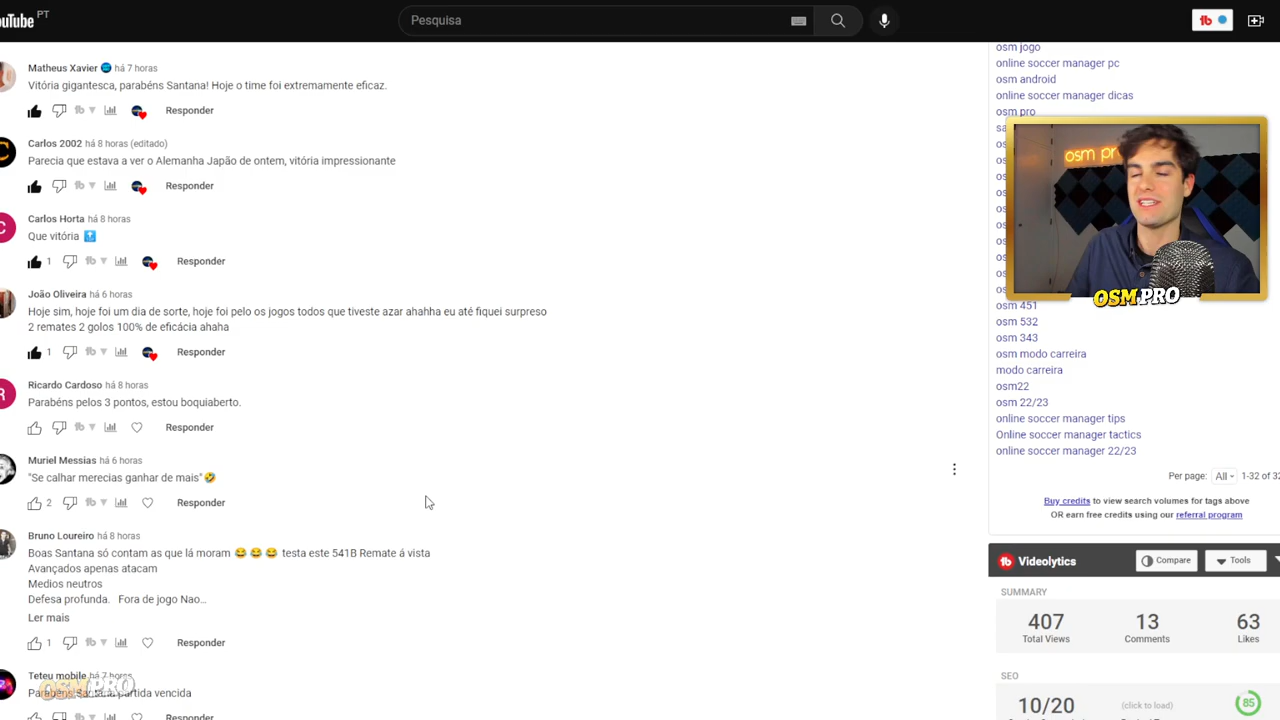 YouTube PT
Pesquisa
Matheus Xavier há 7 horas
Vitória gigantesca, parabéns Santana! Hoje o time foi extremamente eficaz.
Responder
Carlos 2002 há 8 horas (editado)
Parecia que estava a ver o Alemanha Japão de ontem, vitória impressionante
Responder
C
Carlos Horta há 8 horas
Que vitória
1 Responder
João Oliveira há 6 horas
Hoje sim, hoje foi um dia de sorte, hoje foi pelo os jogos todos que tiveste azar ahahha eu até fiquei surpreso
2 remates 2 golos 100% de eficácia ahaha
1 Responder
R
Ricardo Cardoso há 8 horas
Parabéns pelos 3 pontos, estou boquiaberto.
Responder
Muriel Messias há 6 horas
"Se calhar merecias ganhar de mais"🤣
2 Responder
Bruno Loureiro há 8 horas
Boas Santana só contam as que lá moram 😂 😂 😂 testa este 541B Remate á vista
Avançados apenas atacam
Medios neutros
Defesa profunda. Fora de jogo Nao...
Ler mais
1 Responder
Teteu mobile há 7 horas
Parabéns Santana partida vencida
Responder
OSM PRO
osm jogo
online soccer manager pc
osm android
online soccer manager dicas
osm pro
osm pro
OSM PRO
osm 451
osm 532
osm 343
osm modo carreira
modo carreira
osm22
osm 22/23
online soccer manager tips
Online soccer manager tactics
online soccer manager 22/23
Per page: All 1-32 of 32
Buy credits to view search volumes for tags above
OR earn free credits using our referral program
Videolytics Compare Tools
SUMMARY
407 13 63
Total Views Comments Likes
SEO
10/20 (click to load) 85